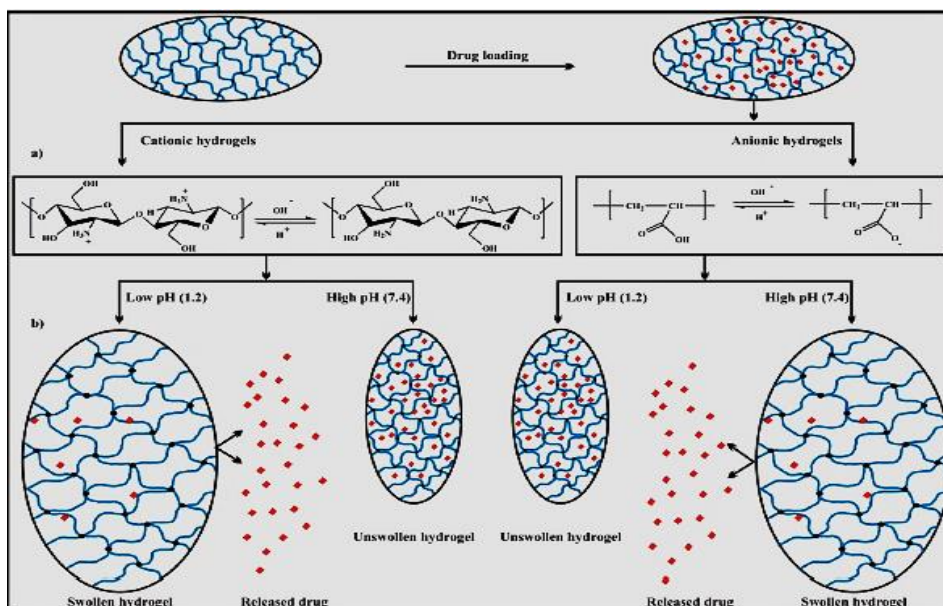 Drug loading
Cationic hydrogels
Anionic hydrogels
a)
OH
H₃N
+
O
O
O
H
HO
H₂N
+
O
OH
OH -
H⁺
OH
H₂N
O
O
O
H
HO
H₂N
O
OH
CH₂
CH
O
OH
OH -
H⁺
CH₂
CH
O
O
-
Low pH (1.2)
High pH (7.4)
Low pH (1.2)
High pH (7.4)
b)
Unswollen hydrogel
Unswollen hydrogel
Swollen hydrogel
Released drug
Released drug
Swollen hydrogel